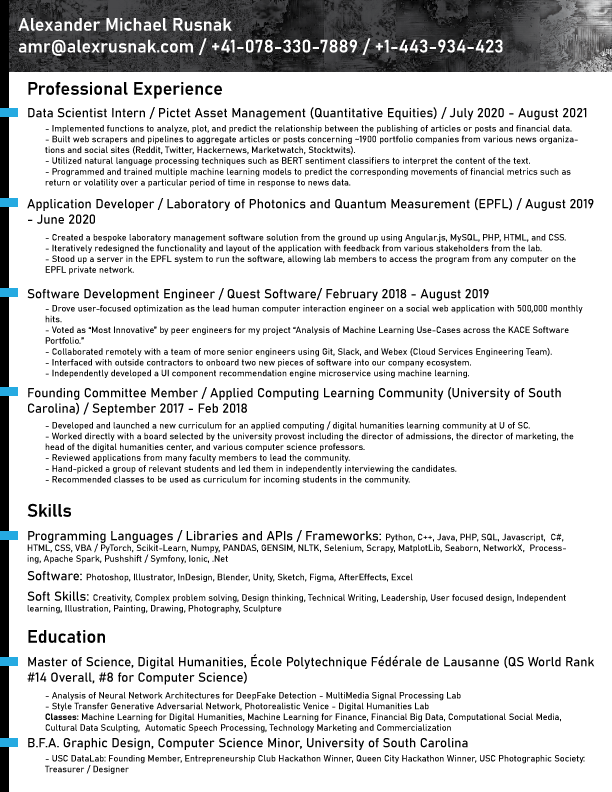 Alexander Michael Rusnak
amr@alexrusnak.com / +41-078-330-7889 / +1-443-934-423
Professional Experience
Data Scientist Intern / Pictet Asset Management (Quantitative Equities) / July 2020 - August 2021
- Implemented functions to analyze, plot, and predict the relationship between the publishing of articles or posts and financial data.
- Built web scrapers and pipelines to aggregate articles or posts concerning ~1900 portfolio companies from various news organiza-
tions and social sites (Reddit, Twitter, Hackernews, Marketwatch, Stocktwits).
- Utilized natural language processing techniques such as BERT sentiment classifiers to interpret the content of the text.
- Programmed and trained multiple machine learning models to predict the corresponding movements of financial metrics such as
return or volatility over a particular period of time in response to news data.
Application Developer / Laboratory of Photonics and Quantum Measurement (EPFL) / August 2019
- June 2020
- Created a bespoke laboratory management software solution from the ground up using Angular.js, MySQL, PHP, HTML, and CSS.
- Iteratively redesigned the functionality and layout of the application with feedback from various stakeholders from the lab.
- Stood up a server in the EPFL system to run the software, allowing lab members to access the program from any computer on the
EPFL private network.
Software Development Engineer / Quest Software/ February 2018 - August 2019
- Drove user-focused optimization as the lead human computer interaction engineer on a social web application with 500,000 monthly
hits.
- Voted as "Most Innovative" by peer engineers for my project "Analysis of Machine Learning Use-Cases across the KACE Software
Portfolio."
- Collaborated remotely with a team of more senior engineers using Git, Slack, and Webex (Cloud Services Engineering Team).
- Interfaced with outside contractors to onboard two new pieces of software into our company ecosystem.
- Independently developed a UI component recommendation engine microservice using machine learning.
Founding Committee Member / Applied Computing Learning Community (University of South
Carolina) / September 2017 - Feb 2018
- Developed and launched a new curriculum for an applied computing / digital humanities learning community at U of SC.
- Worked directly with a board selected by the university provost including the director of admissions, the director of marketing, the
head of the digital humanities center, and various computer science professors.
- Reviewed applications from many faculty members to lead the community.
- Hand-picked a group of relevant students and led them in independently interviewing the candidates.
- Recommended classes to be used as curriculum for incoming students in the community.
Skills
Programming Languages / Libraries and APIs / Frameworks: Python, C++, Java, PHP, SQL, Javascript, C#,
HTML, CSS, VBA / PyTorch, Scikit-Learn, Numpy, PANDAS, GENSIM, NLTK, Selenium, Scrapy, MatplotLib, Seaborn, NetworkX, Process-
ing, Apache Spark, Pushshift / Symfony, Ionic, .Net
Software: Photoshop, Illustrator, InDesign, Blender, Unity, Sketch, Figma, AfterEffects, Excel
Soft Skills: Creativity, Complex problem solving, Design thinking, Technical Writing, Leadership, User focused design, Independent
learning, Illustration, Painting, Drawing, Photography, Sculpture
Education
Master of Science, Digital Humanities, École Polytechnique Fédérale de Lausanne (QS World Rank
#14 Overall, #8 for Computer Science)
- Analysis of Neural Network Architectures for DeepFake Detection - MultiMedia Signal Processing Lab
- Style Transfer Generative Adversarial Network, Photorealistic Venice - Digital Humanities Lab
Classes: Machine Learning for Digital Humanities, Machine Learning for Finance, Financial Big Data, Computational Social Media,
Cultural Data Sculpting, Automatic Speech Processing, Technology Marketing and Commercialization
B.F.A. Graphic Design, Computer Science Minor, University of South Carolina
- USC DataLab: Founding Member, Entrepreneurship Club Hackathon Winner, Queen City Hackathon Winner, USC Photographic Society:
Treasurer / Designer